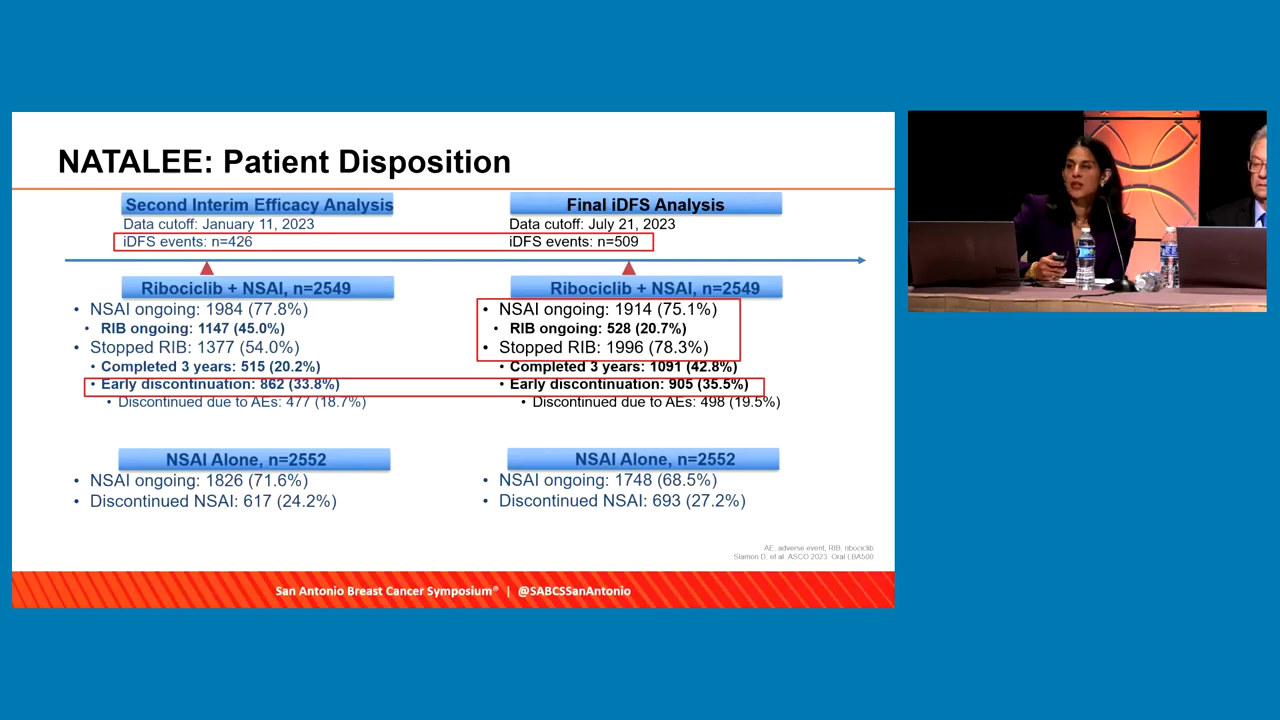 NATALEE: Patient Disposition
Second Interim Efficacy Analysis
Data cutoff: January 11, 2023
iDFS events: n=426
Final iDFS Analysis
Data cutoff: July 21, 2023
iDFS events: n=509
Ribociclib + NSAI, n=2549
• NSAI ongoing: 1984 (77.8%)
• RIB ongoing: 1147 (45.0%)
• Stopped RIB: 1377 (54.0%)
• Completed 3 years: 515 (20.2%)
• Early discontinuation: 862 (33.8%)
• Discontinued due to AEs: 477 (18.7%)
Ribociclib + NSAI, n=2549
• NSAI ongoing: 1914 (75.1%)
• RIB ongoing: 528 (20.7%)
• Stopped RIB: 1996 (78.3%)
• Completed 3 years: 1091 (42.8%)
• Early discontinuation: 905 (35.5%)
• Discontinued due to AEs: 498 (19.5%)
NSAI Alone, n=2552
• NSAI ongoing: 1826 (71.6%)
• Discontinued NSAI: 617 (24.2%)
NSAI Alone, n=2552
• NSAI ongoing: 1748 (68.5%)
• Discontinued NSAI: 693 (27.2%)
AE, adverse event, RIB, ribociclib
Slamon D, et al. ASCO 2023. Oral LBA500
San Antonio Breast Cancer Symposium® | @SABCSSanAntonio